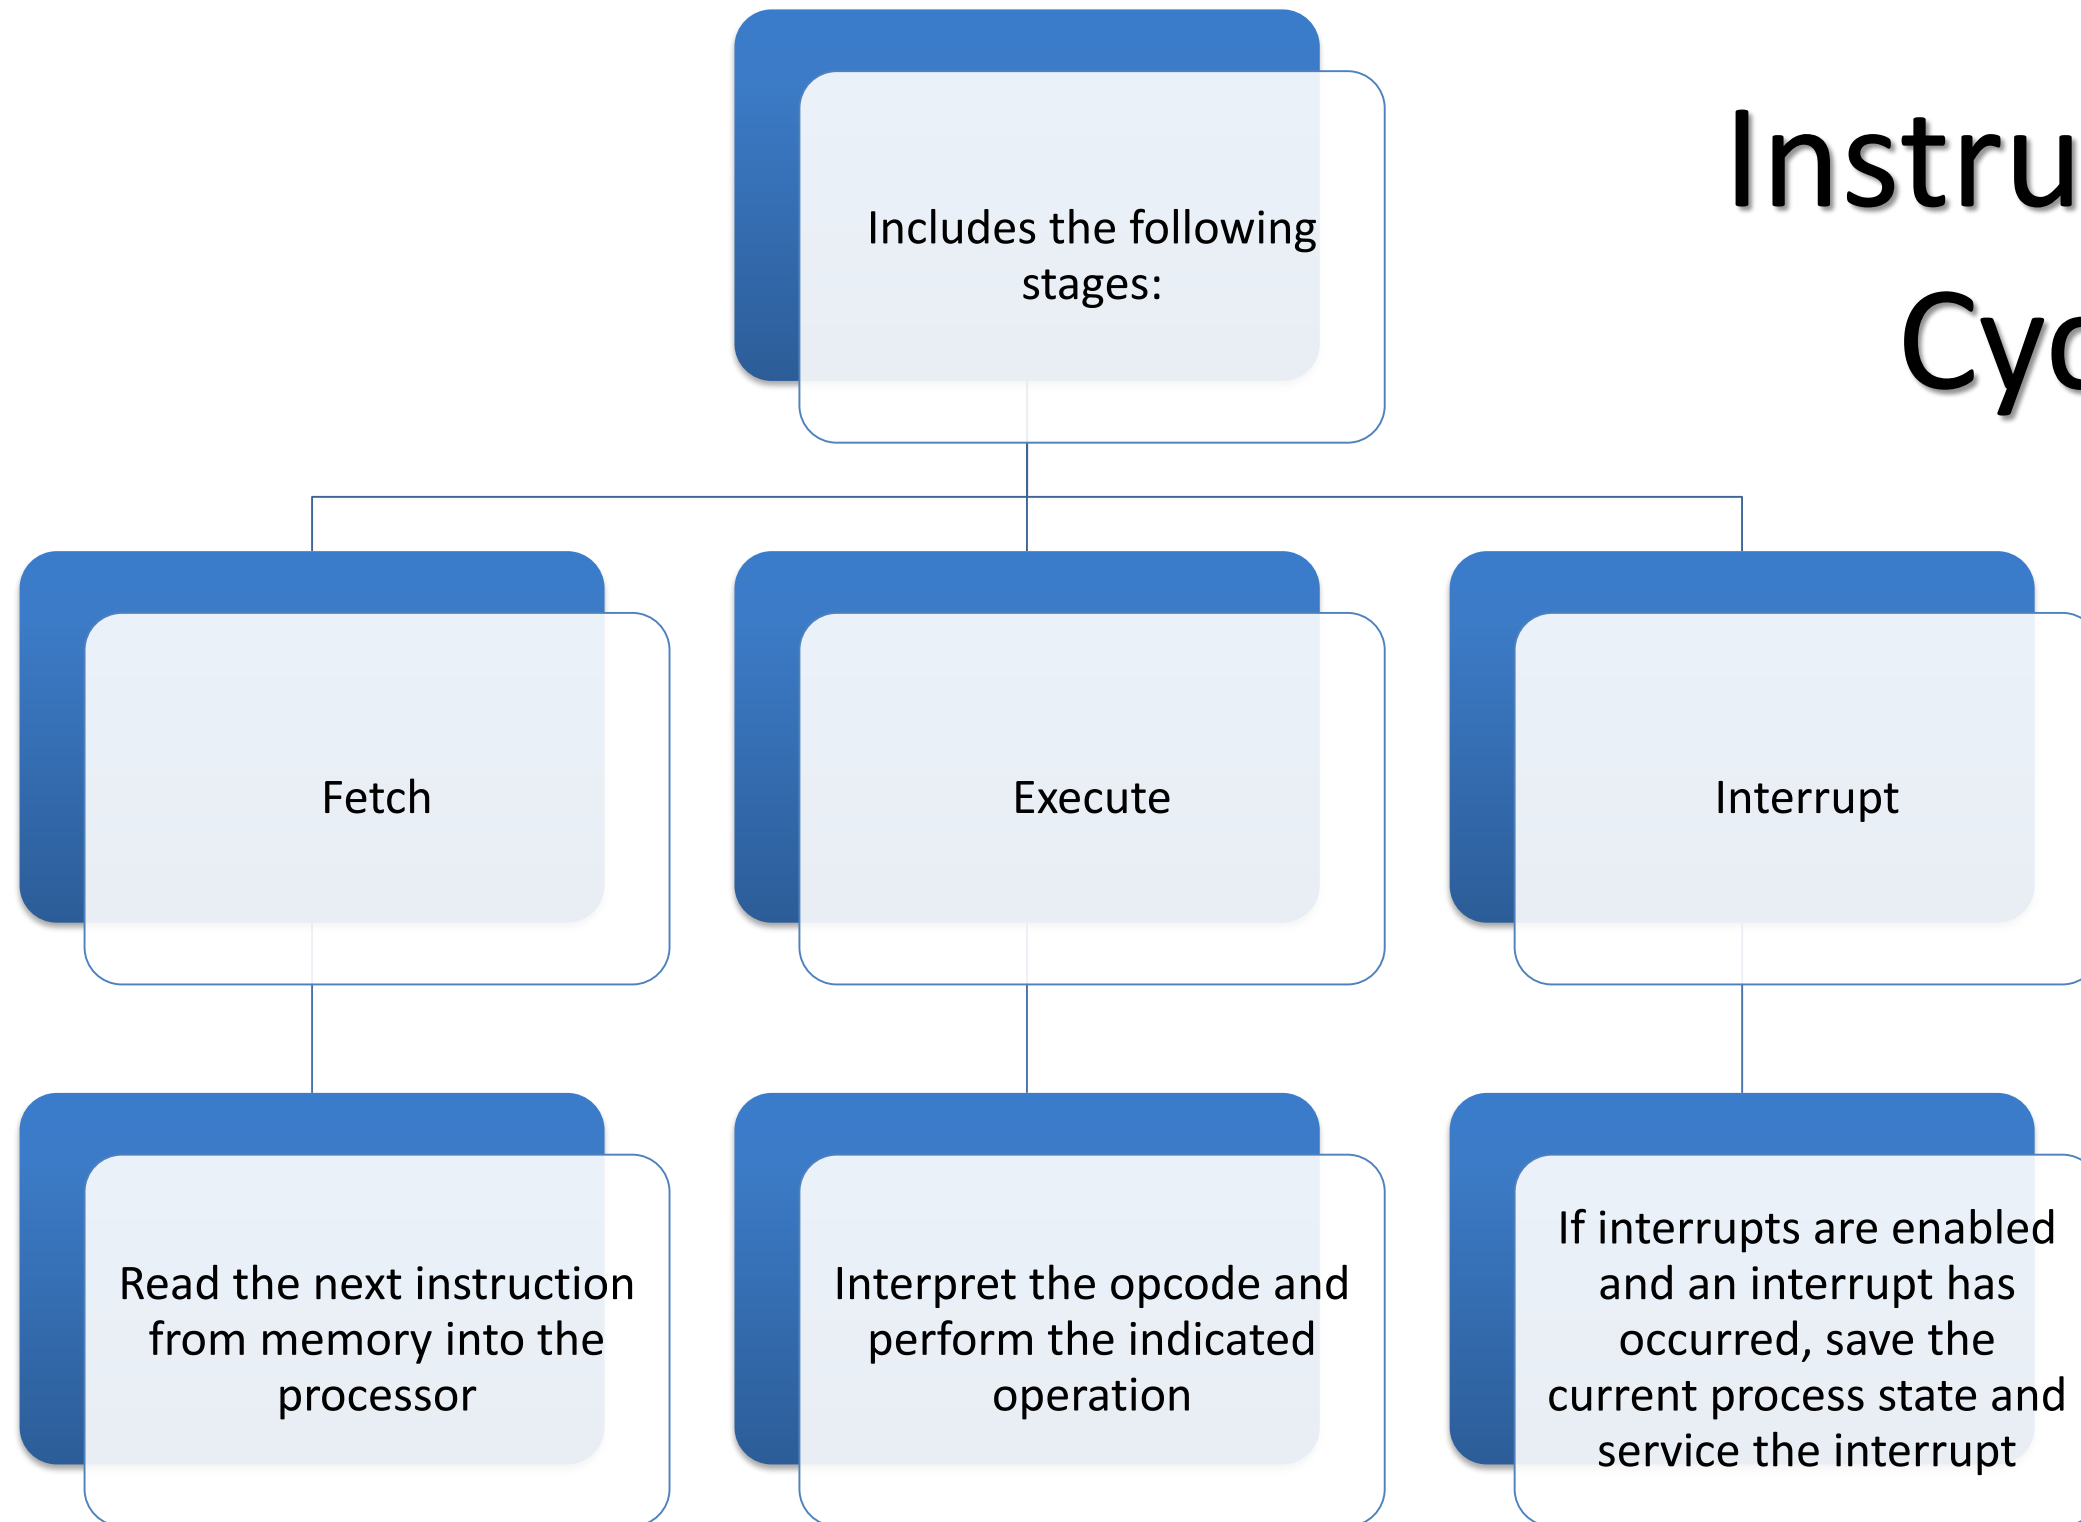 Instru
Cyc
Includes the following
stages:
Fetch
Execute
Interrupt
Read the next instruction
from memory into the
processor
Interpret the opcode and
perform the indicated
operation
If interrupts are enabled
and an interrupt has
occurred, save the
current process state and
service the interrupt